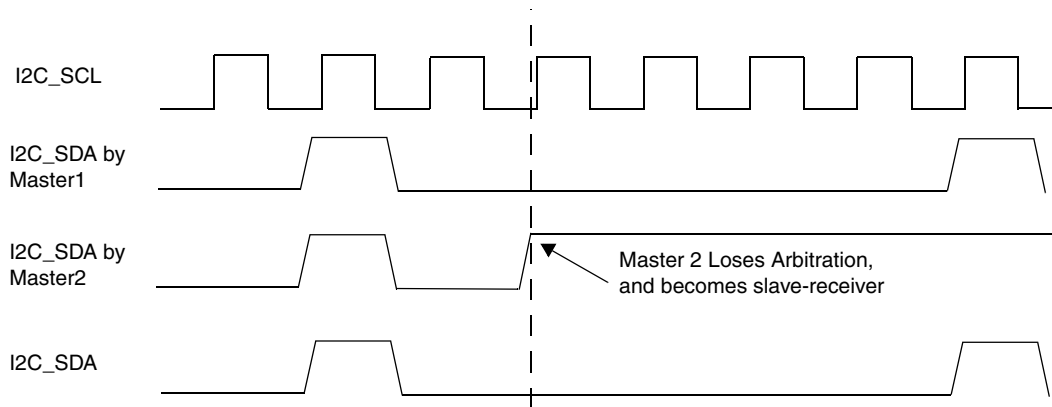 I2C_SCL
I2C_SDA by
Master1
I2C_SDA by
Master2
Master 2 Loses Arbitration,
and becomes slave-receiver
I2C_SDA